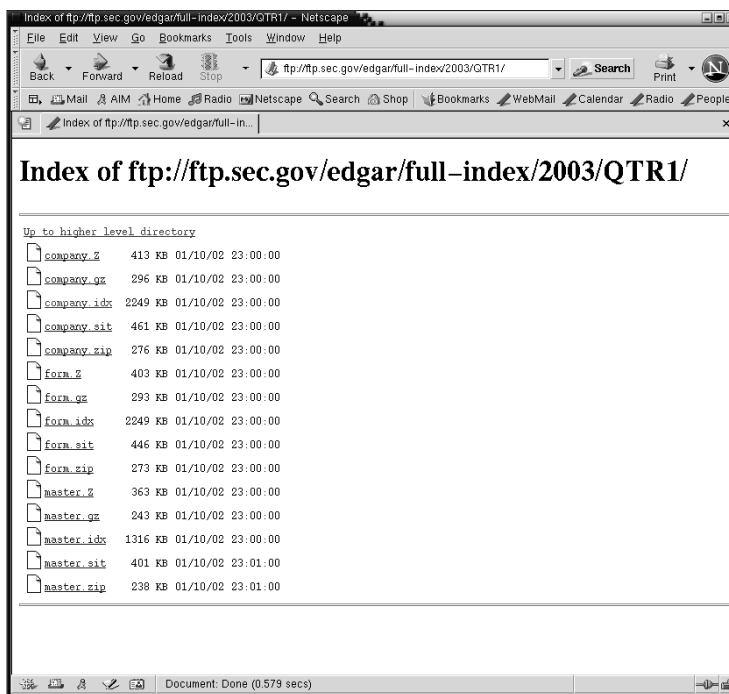 Index of ftp://ftp.sec.gov/edgar/full-index/2003/QTR1/ - Netscape
File Edit View Go Bookmarks Tools Window Help
Back Forward Reload Stop ftp://ftp.sec.gov/edgar/full-index/2003/QTR1/ Search Print N
Mail AIM Home Radio Netscape Search Shop Bookmarks WebMail Calendar Radio People
Index of ftp://ftp.sec.gov/edgar/full-in...
Index of ftp://ftp.sec.gov/edgar/full-index/2003/QTR1/
Up to higher level directory
company.Z 413 KB 01/10/02 23:00:00
company.gz 296 KB 01/10/02 23:00:00
company.idx 2249 KB 01/10/02 23:00:00
company.sit 461 KB 01/10/02 23:00:00
company.zip 276 KB 01/10/02 23:00:00
form.Z 403 KB 01/10/02 23:00:00
form.gz 293 KB 01/10/02 23:00:00
form.idx 2249 KB 01/10/02 23:00:00
form.sit 446 KB 01/10/02 23:00:00
form.zip 273 KB 01/10/02 23:00:00
master.Z 363 KB 01/10/02 23:00:00
master.gz 243 KB 01/10/02 23:00:00
master.idx 1316 KB 01/10/02 23:00:00
master.sit 401 KB 01/10/02 23:01:00
master.zip 238 KB 01/10/02 23:01:00
Document: Done (0.579 secs)